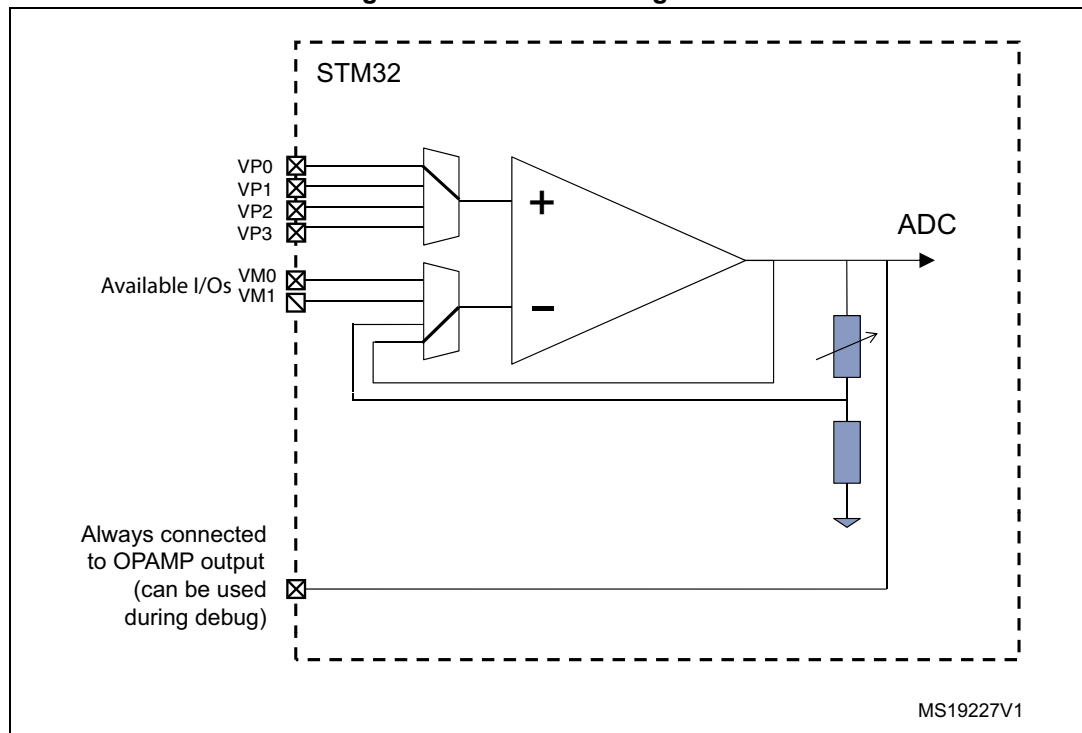 STM32
VP0
VP1
VP2
VP3
Available I/Os
VM0
VM1
+
−
ADC
Always connected
to OPAMP output
(can be used
during debug)
MS19227V1